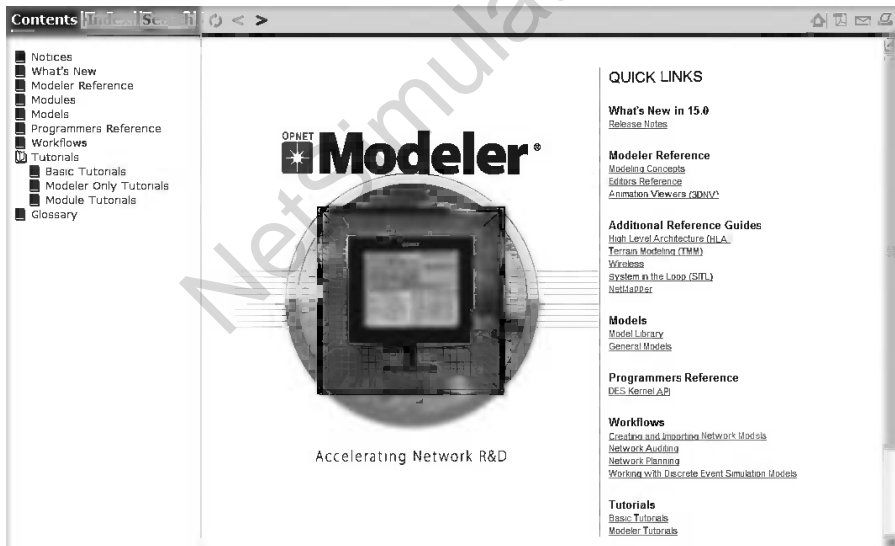 Contents Index Search < >
Notices
What's New
Modeler Reference
Modules
Models
Programmers Reference
Workflows
Tutorials
Basic Tutorials
Modeler Only Tutorials
Module Tutorials
Glossary
OPNET
Modeler®
Accelerating Network R&D
QUICK LINKS
What's New in 15.0
Release Notes
Modeler Reference
Modeling Concepts
Editors Reference
Animation Viewers (3DNV)
Additional Reference Guides
High Level Architecture (HLA)
Terrain Modeling (TMM)
Wireless
System in the Loop (SITL)
NetMapper
Models
Model Library
General Models
Programmers Reference
DES Kernel API
Workflows
Creating and Importing Network Models
Network Auditing
Network Planning
Working with Discrete Event Simulation Models
Tutorials
Basic Tutorials
Modeler Tutorials